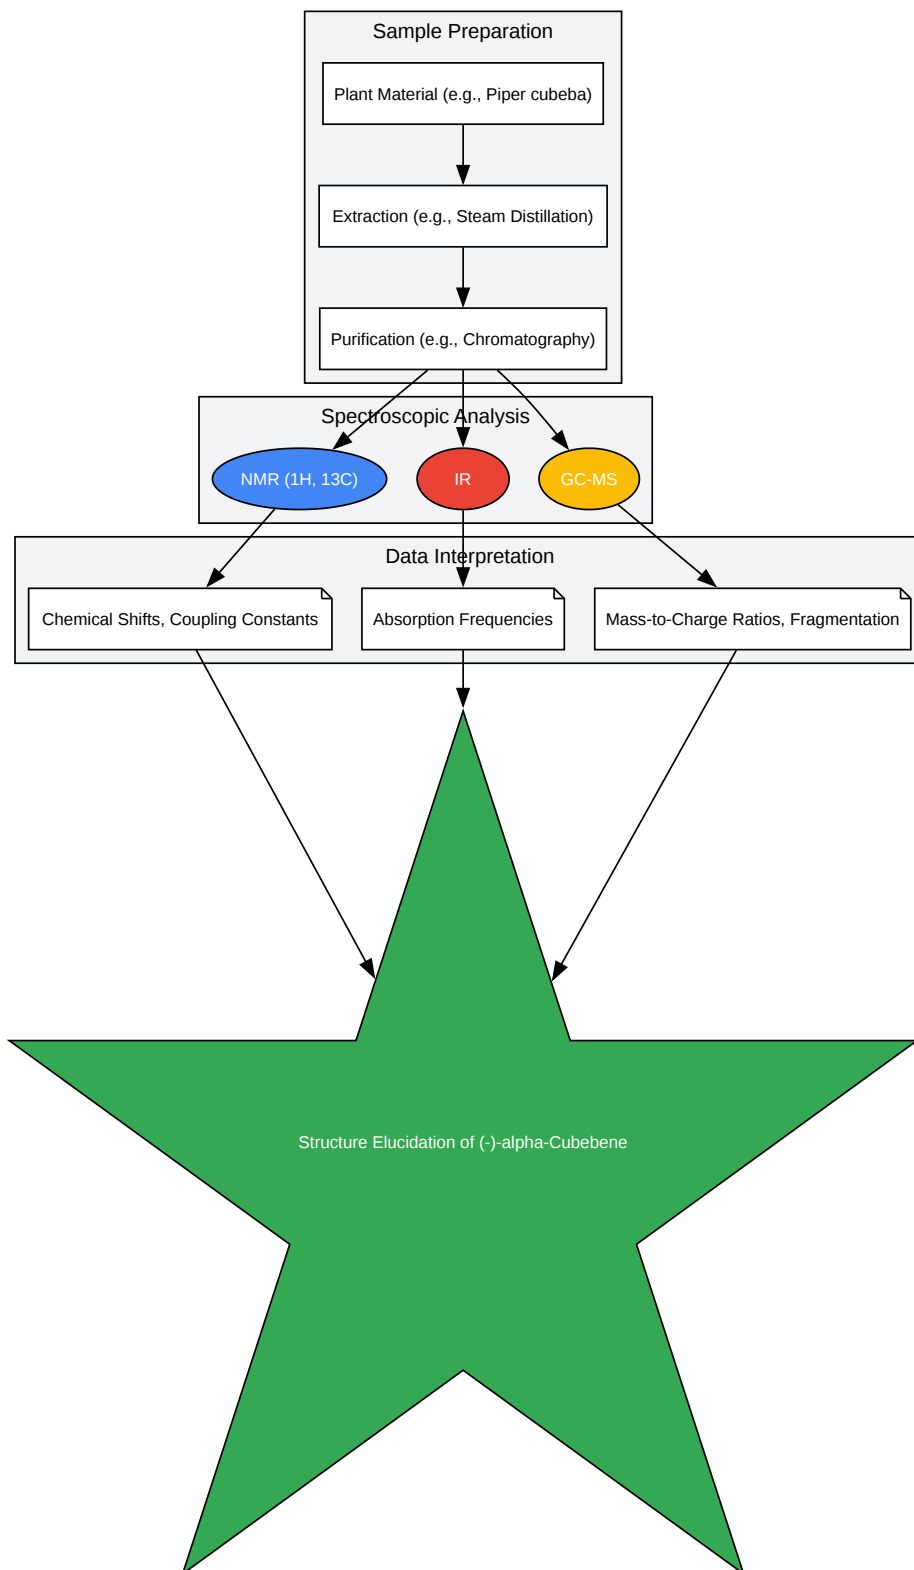 Sample Preparation
Plant Material (e.g., Piper cubeba)
Extraction (e.g., Steam Distillation)
Purification (e.g., Chromatography)
Spectroscopic Analysis
NMR (1H, 13C)
IR
GC-MS
Data Interpretation
Chemical Shifts, Coupling Constants
Absorption Frequencies
Mass-to-Charge Ratios, Fragmentation
Structure Elucidation of (-)-alpha-Cubebene